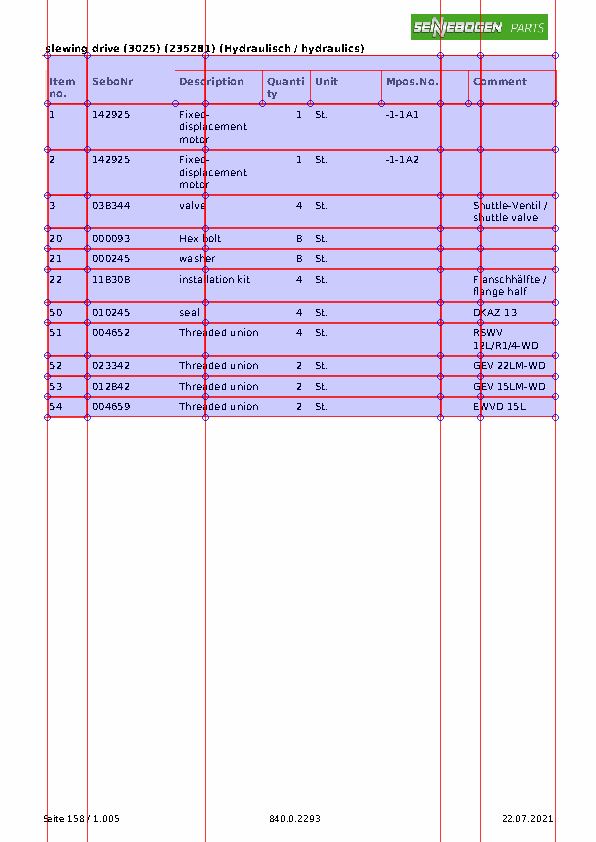 SENNEBOGEN PARTS
slewing drive (3025) (235281) (Hydraulisch / hydraulics)
Item no. SeboNr Description Quantity Unit Mpos.No. Comment
1 142925 Fixed-displacement motor 1 St. -1-1A1
2 142925 Fixed-displacement motor 1 St. -1-1A2
3 038344 valve 4 St. Shuttle-Ventil / shuttle valve
20 000093 Hex bolt 8 St.
21 000245 washer 8 St.
22 118308 installation kit 4 St. Flanschhälfte / flange half
50 010245 seal 4 St. DKAZ 13
51 004652 Threaded union 4 St. RSWV 12L/R1/4-WD
52 023342 Threaded union 2 St. GEV 22LM-WD
53 012842 Threaded union 2 St. GEV 15LM-WD
54 004659 Threaded union 2 St. EWVD 15L
Seite 158 / 1.005 840.0.2293 22.07.2021